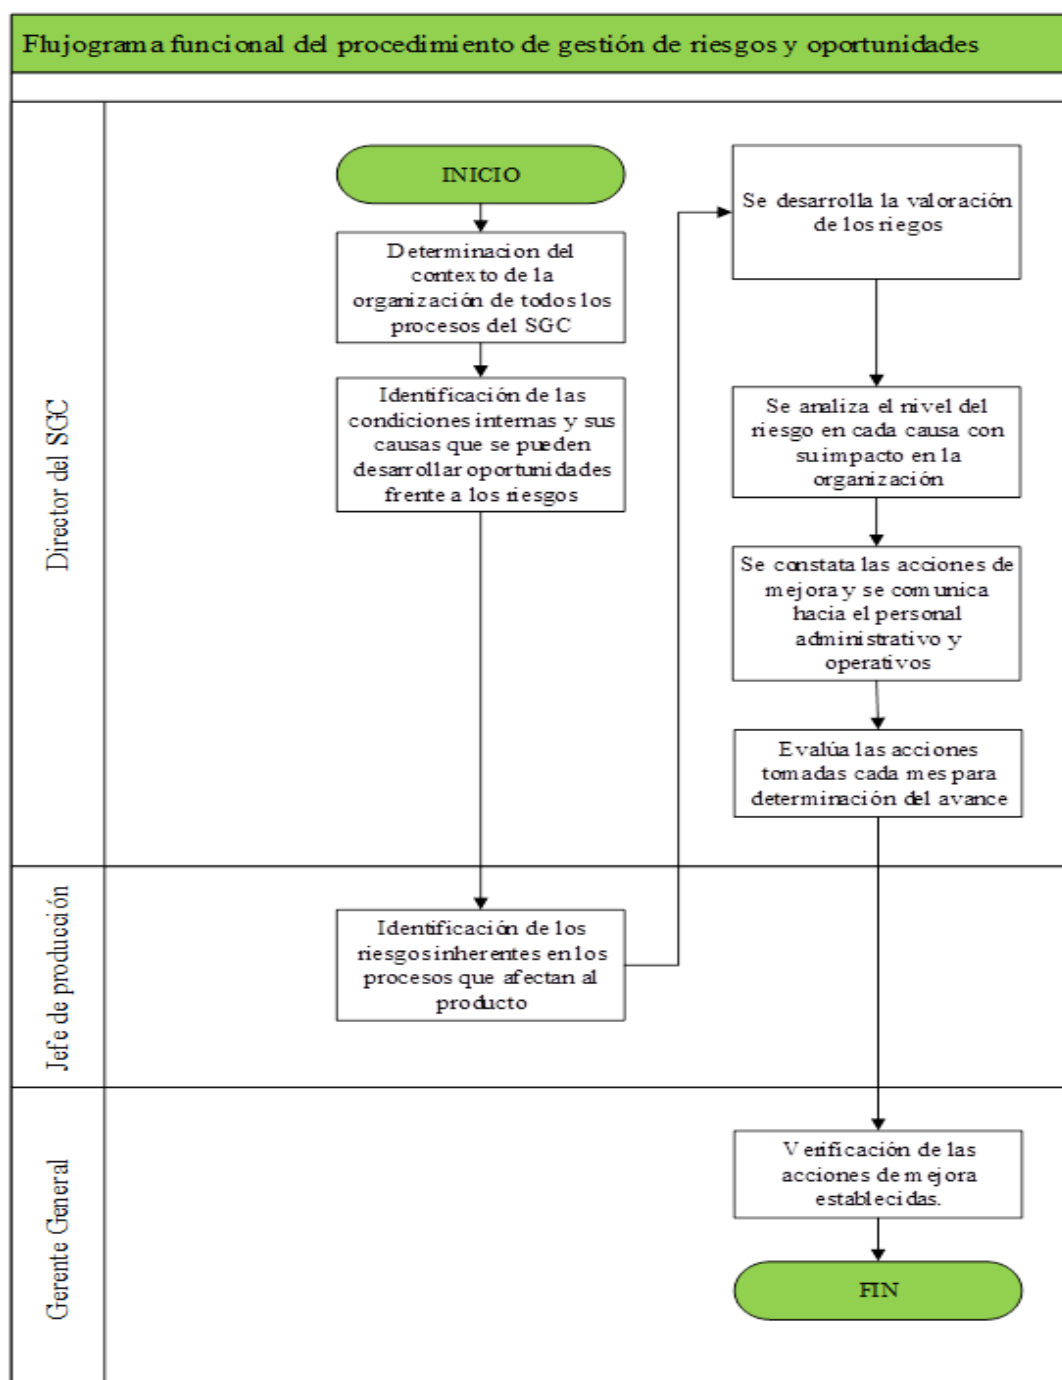 Flujograma funcional del procedimiento de gestión de riesgos y oportunidades
Director del SGC
INICIO
Determinacion del
contexto de la
organización de todos los
procesos del SGC
Identificación de las
condiciones internas y sus
causas que se pueden
desarrollar oportunidades
frente a los riesgos
Se desarrolla la valoración
de los riegos
Se analiza el nivel del
riesgo en cada causa con
su impacto en la
organización
Se constata las acciones de
mejora y se comunica
hacia el personal
administrativo y
operativos
Evalúa las acciones
tomadas cada mes para
determinación del avance
Jefe de producción
Identificación de los
riesgos inherentes en los
procesos que afectan al
producto
Gerente General
Verificación de las
acciones de mejora
establecidas.
FIN